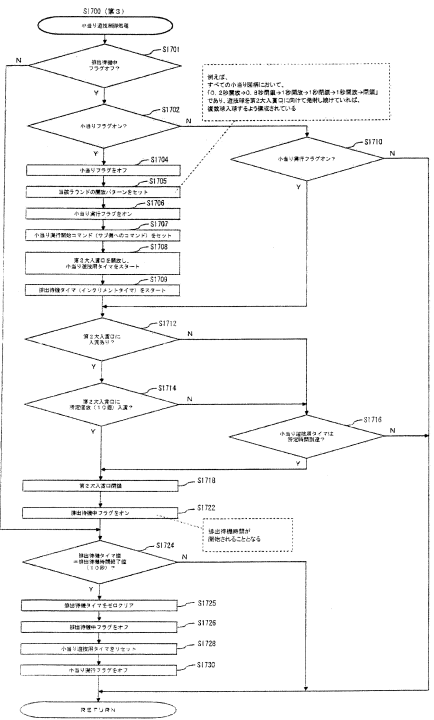 S1700（第3）
小当り遊技制御処理
S1701
排出待機中
フラグオフ？
N
Y
例えば、
すべての小当り図柄において、
「0．2秒開放→0．8秒閉鎖→1秒開放→1秒閉鎖→1秒開放→閉鎖」
であり、遊技球を第2大入賞口に向けて発射し続けていれば、
複数球入球するよう構成されている
S1702
小当りフラグオン？
N
Y
S1710
小当り実行フラグオン？
N
Y
S1704
小当りフラグをオフ
S1705
当該ラウンドの開放パターンをセット
S1706
小当り実行フラグをオン
S1707
小当り実行開始コマンド（サブ側へのコマンド）をセット
S1708
第2大入賞口を開放し、
小当り遊技用タイマをスタート
S1709
排出待機タイマ（インクリメントタイマ）をスタート
S1712
第2大入賞口に
入球あり？
N
Y
S1714
第2大入賞口に
所定個数（10個）入球？
N
Y
S1716
小当り遊技用タイマは
所定時間到達？
N
Y
S1718
第2大入賞口閉鎖
S1722
排出待機中フラグをオン
排出待機時間が
開始されることとなる
S1724
排出待機タイマ値
＝排出待機時間終了値
（10秒）？
N
Y
S1725
排出待機タイマをゼロクリア
S1726
排出待機中フラグをオフ
S1728
小当り遊技用タイマをリセット
S1730
小当り実行フラグをオフ
RETURN